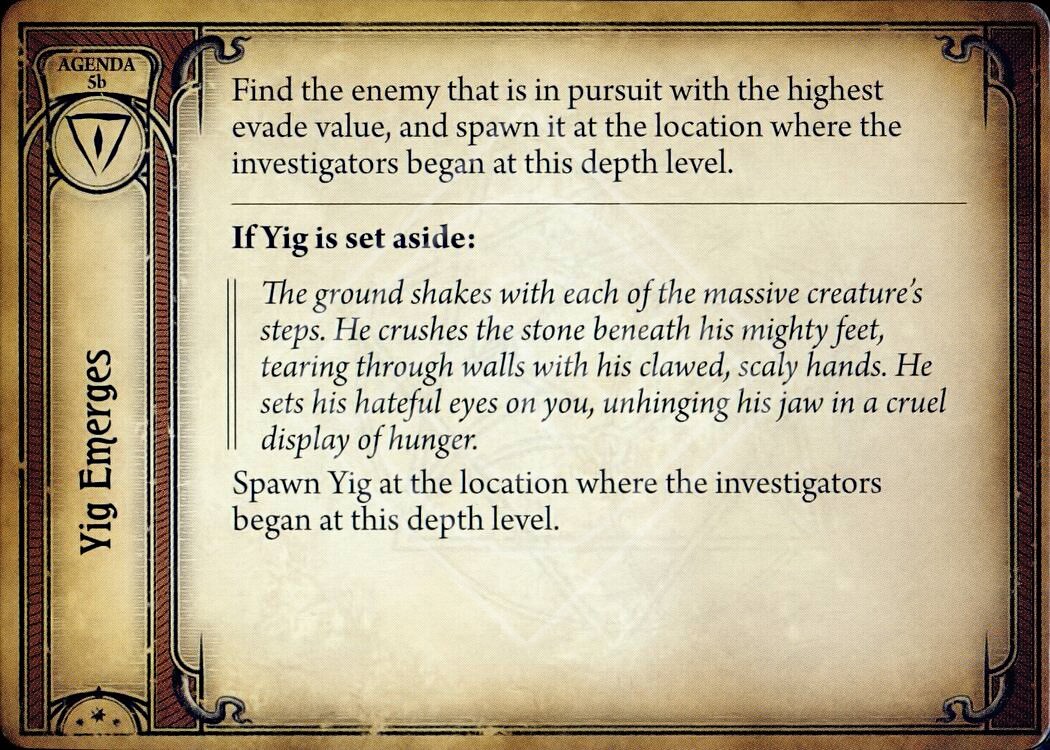 AGENDA
5b
Yig Emerges
Find the enemy that is in pursuit with the highest
evade value, and spawn it at the location where the
investigators began at this depth level.
If Yig is set aside:
The ground shakes with each of the massive creature's
steps. He crushes the stone beneath his mighty feet,
tearing through walls with his clawed, scaly hands. He
sets his hateful eyes on you, unhinging his jaw in a cruel
display of hunger.
Spawn Yig at the location where the investigators
began at this depth level.